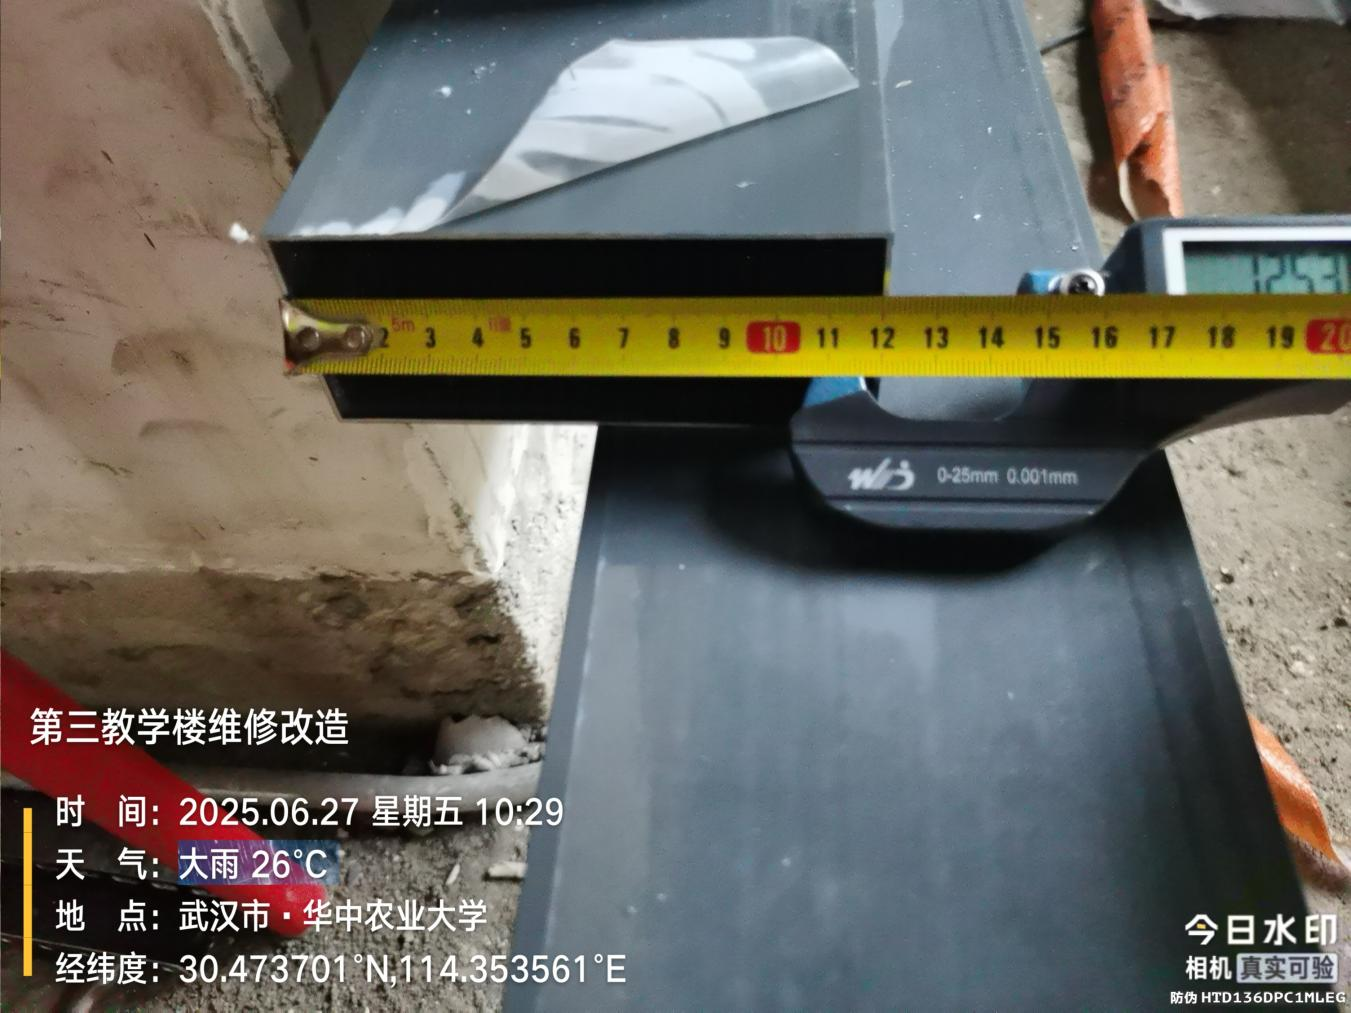 1253
5m
2 3 4 5 6 7 8 9 10 11 12 13 14 15 16 17 18 19 20
0-25mm 0.001mm
第三教学楼维修改造
时 间：2025.06.27 星期五 10:29
天 气：大雨 26°C
地 点：武汉市·华中农业大学
经纬度：30.473701°N,114.353561°E
今日水印
相机 真实可验
防伪 HTD136DPC1MLEG